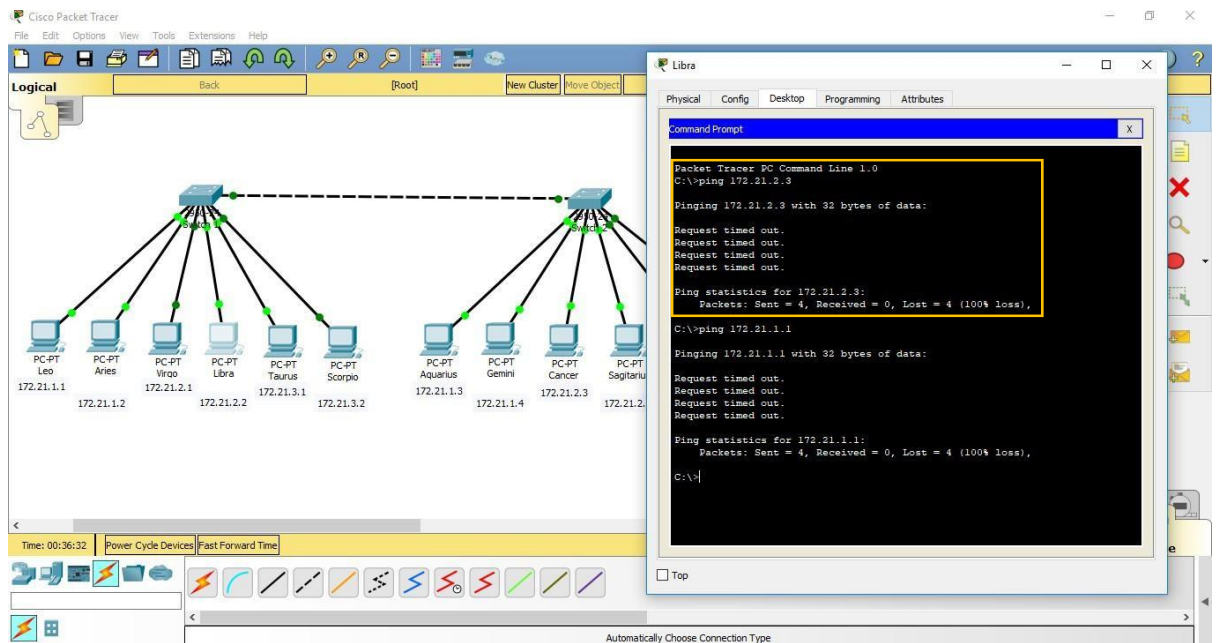 Cisco Packet Tracer
File Edit Options View Tools Extensions Help
Logical
Back
[Root]
New Cluster
Move Object
?
Switch 1
Switch 2
PC-PT
Leo
172.21.1.1
PC-PT
Aries
172.21.1.2
PC-PT
Virgo
172.21.2.1
PC-PT
Libra
172.21.2.2
PC-PT
Taurus
172.21.3.1
PC-PT
Scorpio
172.21.3.2
PC-PT
Aquarius
172.21.1.3
PC-PT
Gemini
172.21.1.4
PC-PT
Cancer
172.21.2.3
PC-PT
Sagitariu
172.21.2.
Time: 00:36:32
Power Cycle Devices
Fast Forward Time
Automatically Choose Connection Type
Libra
Physical Config Desktop Programming Attributes
Command Prompt
X
Packet Tracer PC Command Line 1.0
C:\>ping 172.21.2.3
Pinging 172.21.2.3 with 32 bytes of data:
Request timed out.
Request timed out.
Request timed out.
Request timed out.
Ping statistics for 172.21.2.3:
Packets: Sent = 4, Received = 0, Lost = 4 (100% loss),
C:\>ping 172.21.1.1
Pinging 172.21.1.1 with 32 bytes of data:
Request timed out.
Request timed out.
Request timed out.
Request timed out.
Ping statistics for 172.21.1.1:
Packets: Sent = 4, Received = 0, Lost = 4 (100% loss),
C:\>
Top
e